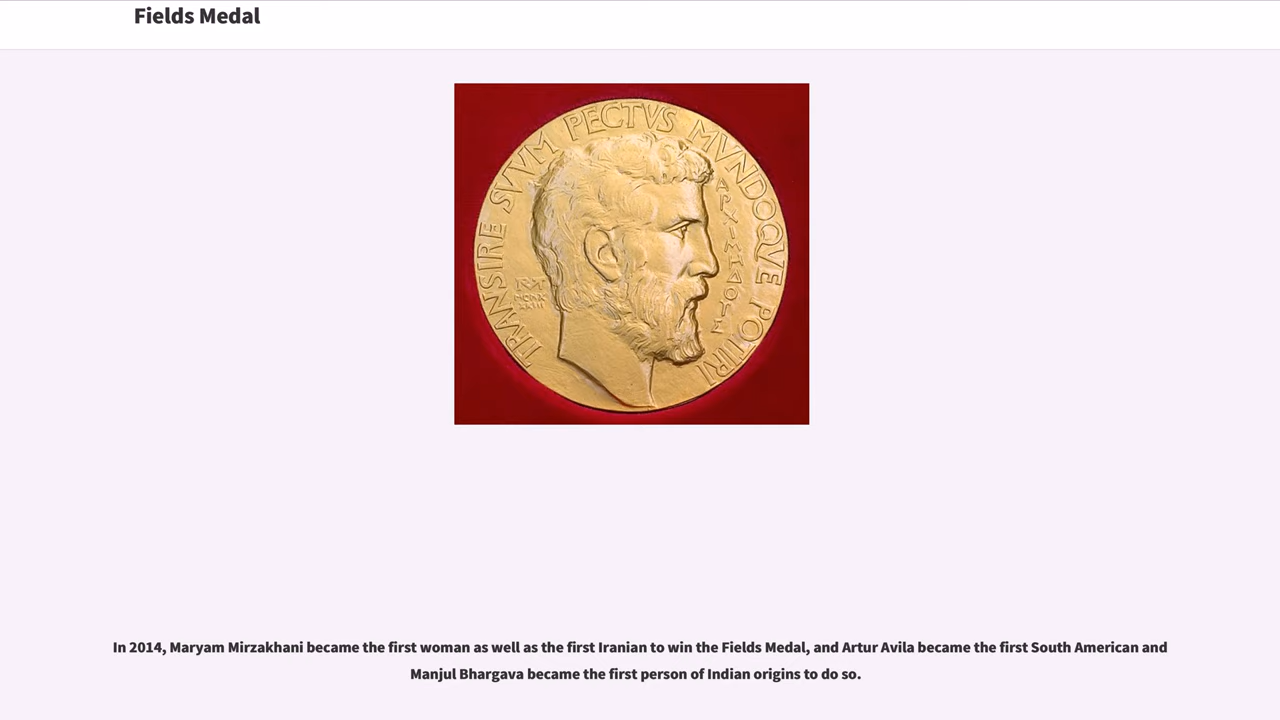 Fields Medal
TRANSIRE SVVM PECTVS MVNDOQVE POTIRI
ΑΡΧΙΜΗΔΟΥΣ
In 2014, Maryam Mirzakhani became the first woman as well as the first Iranian to win the Fields Medal, and Artur Avila became the first South American and
Manjul Bhargava became the first person of Indian origins to do so.